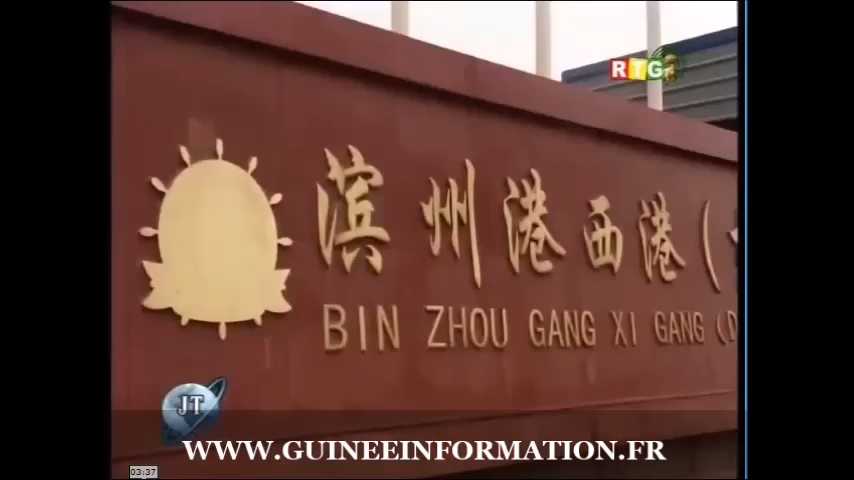 RTG
滨州港西港(
BIN ZHOU GANG XI GANG (D
JT
WWW.GUINEEINFORMATION.FR
03:37